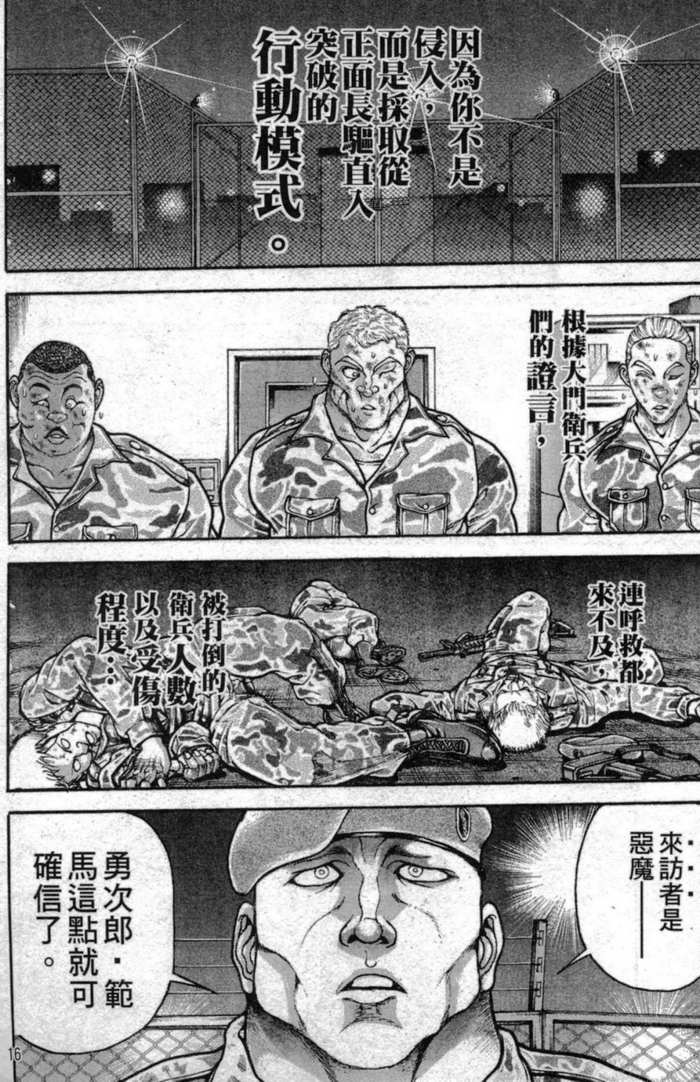 因為你不是
侵入，
而是採取從
正面長驅直入
突破的
行動模式。
根據大門衛兵
們的證言，
連呼救都
來不及，
被打倒的
衛兵人數
以及受傷
程度…
來訪者是
惡魔——
勇次郎·範
馬這點就可
確信了。
16